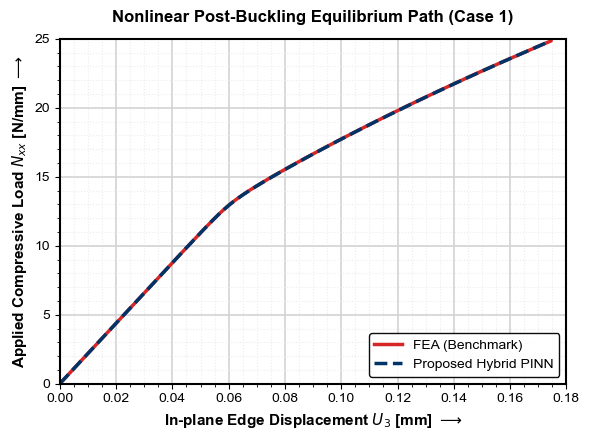 Nonlinear Post-Buckling Equilibrium Path (Case 1)
25
20
15
10
5
0
Applied Compressive Load N_xx [N/mm] ⟶
FEA (Benchmark)
Proposed Hybrid PINN
0.00 0.02 0.04 0.06 0.08 0.10 0.12 0.14 0.16 0.18
In-plane Edge Displacement U_3 [mm] ⟶